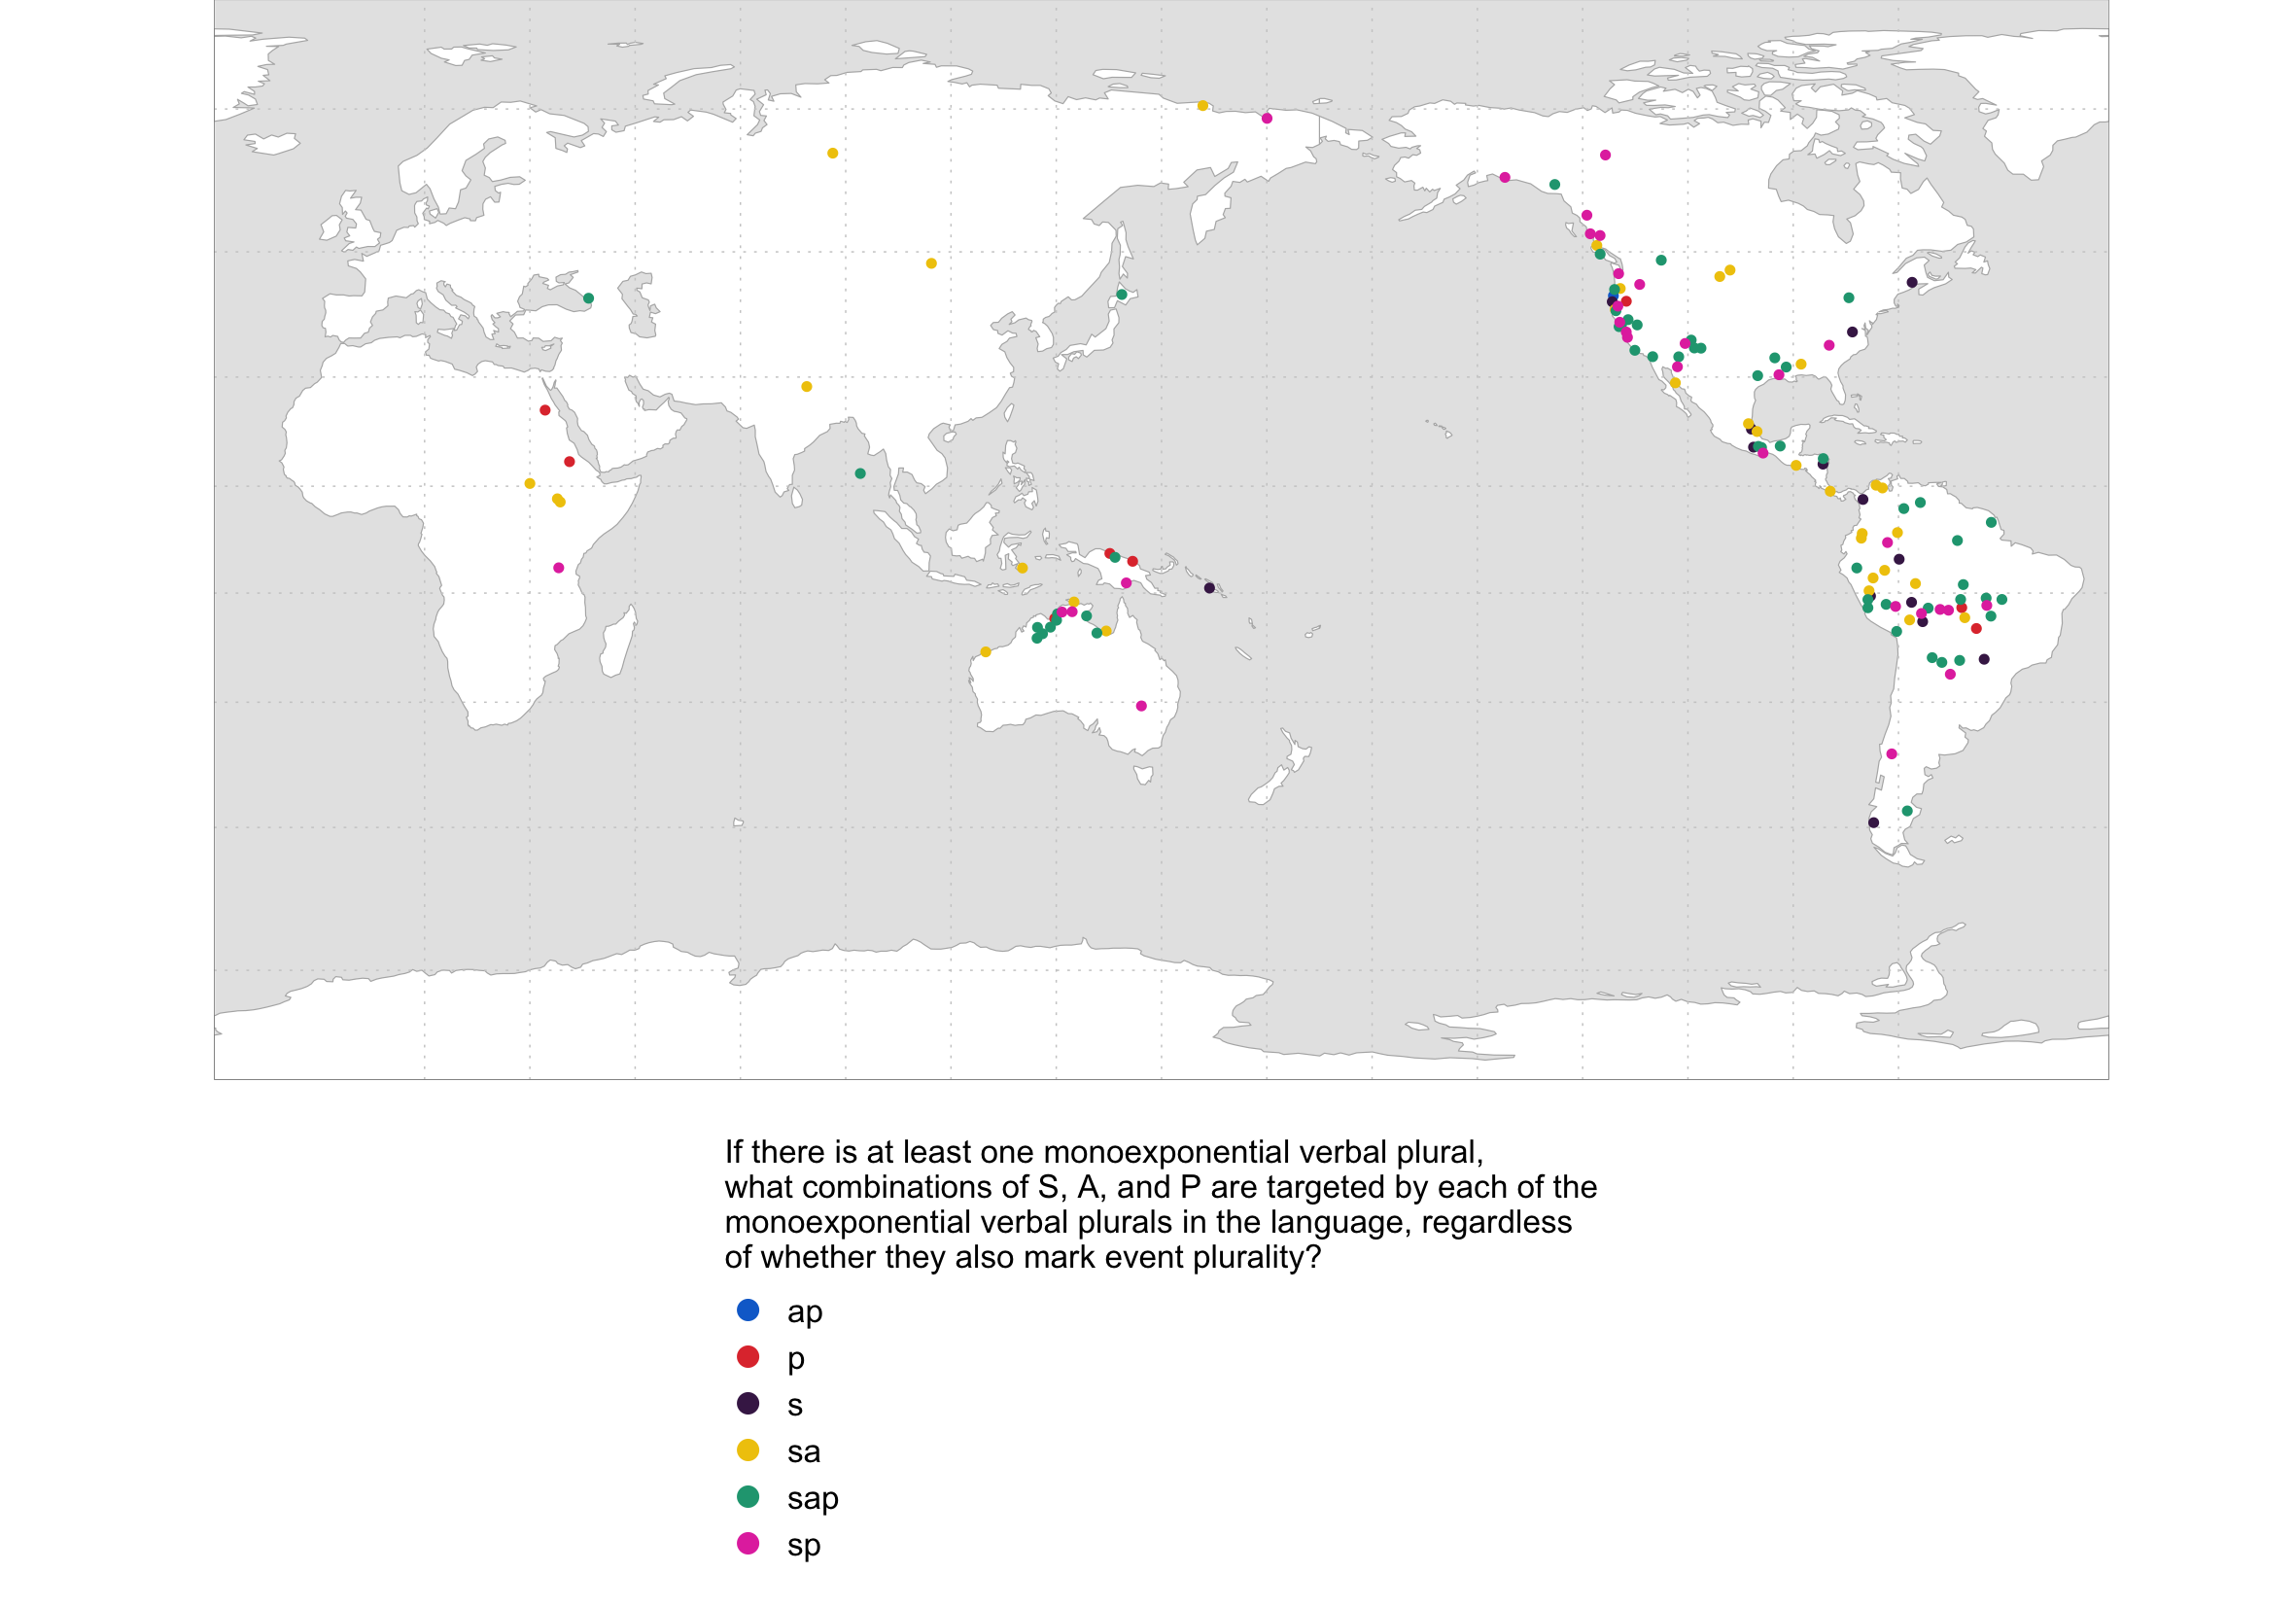 If there is at least one monoexponential verbal plural,
what combinations of S, A, and P are targeted by each of the
monoexponential verbal plurals in the language, regardless
of whether they also mark event plurality?
ap
p
s
sa
sap
sp